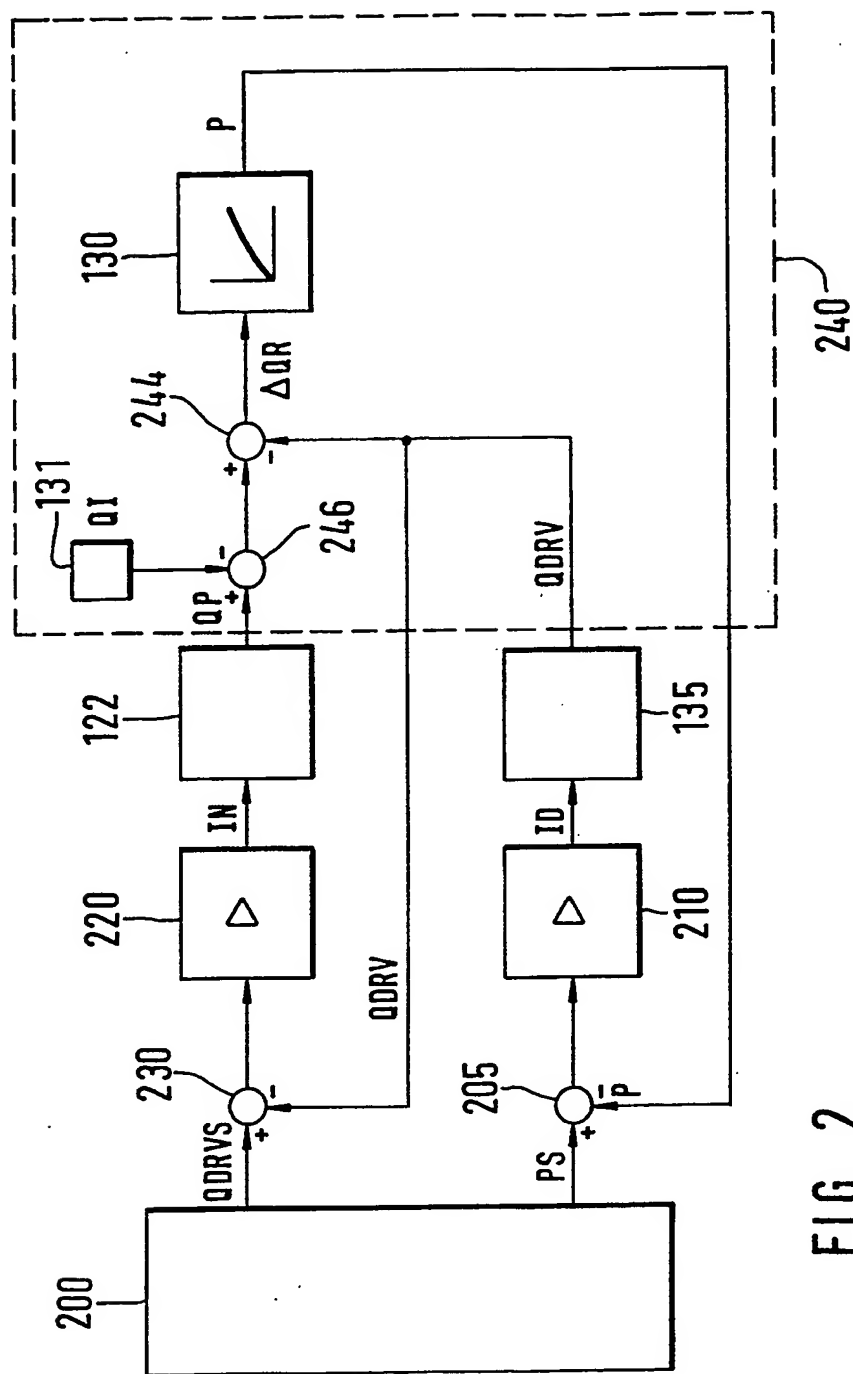 200
QDRVS
+
230
-
220
IN
122
QP
+
-
131
QI
246
+
-
244
ΔQR
130
P
QDRV
PS
+
205
-
P
210
ID
135
QDRV
240
FIG. 2